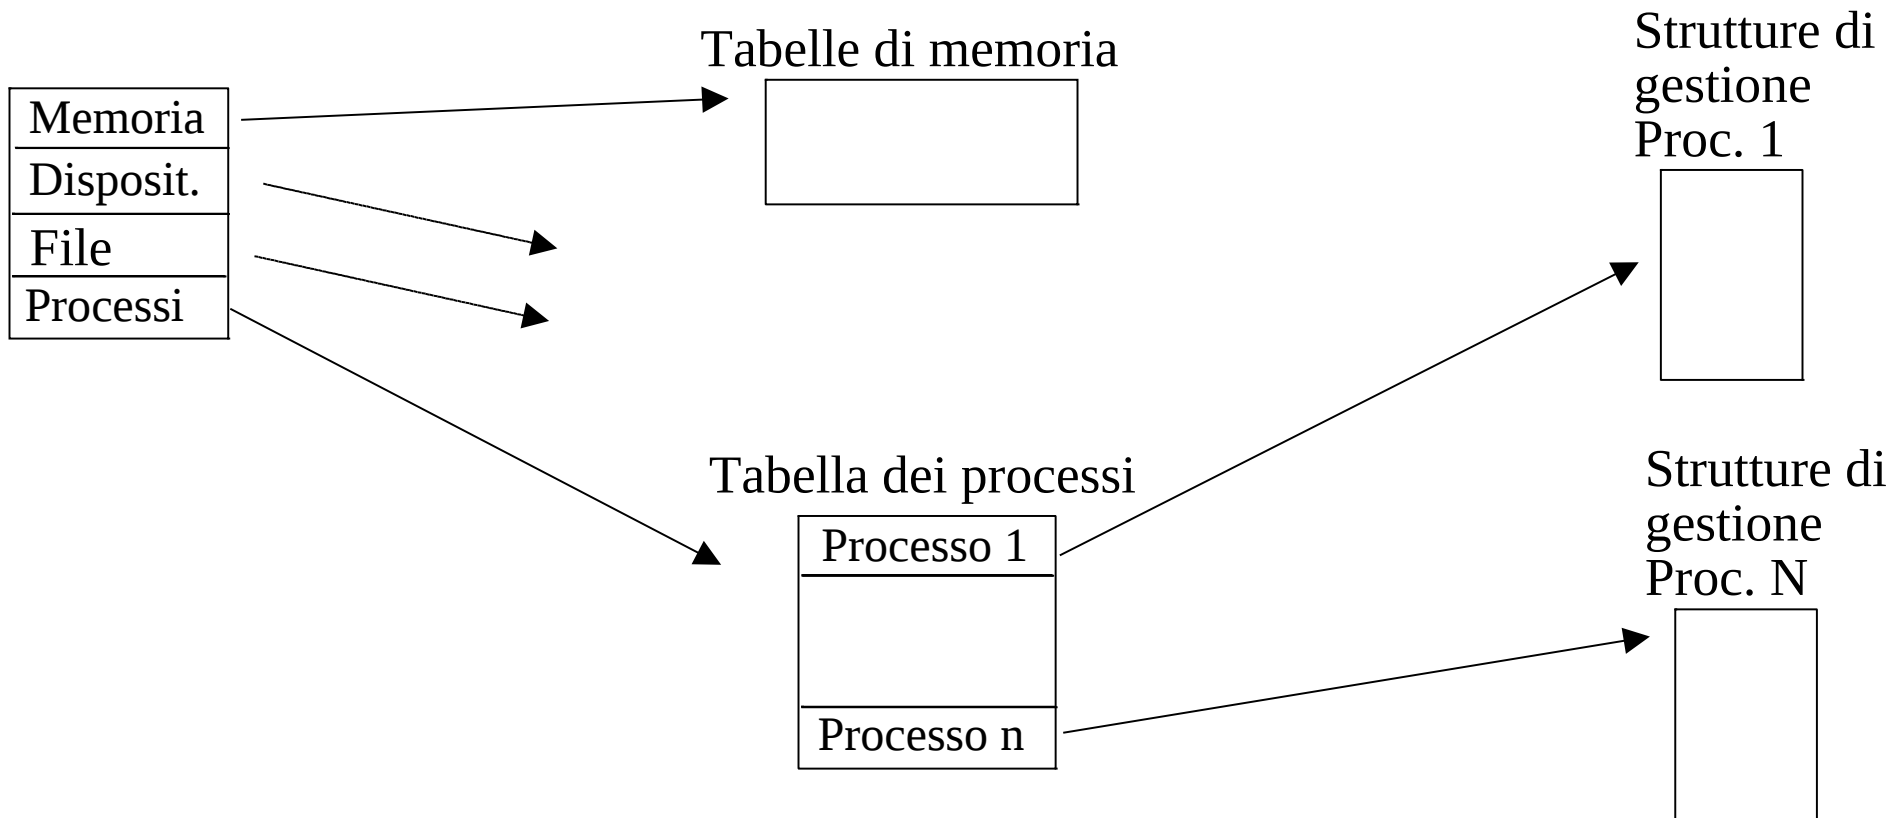 Memoria
Disposit.
File
Processi
Tabelle di memoria
Tabella dei processi
Processo 1
Processo n
Strutture di
gestione
Proc. 1
Strutture di
gestione
Proc. N